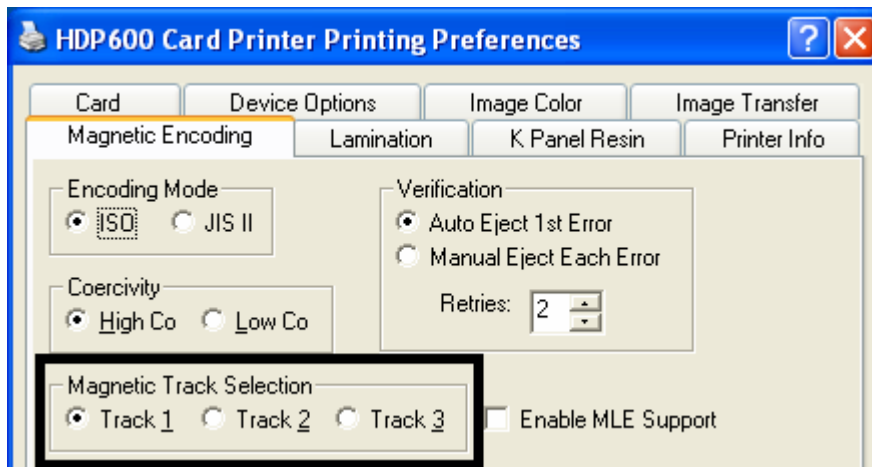 HDP600 Card Printer Printing Preferences
Card Device Options Image Color Image Transfer
Magnetic Encoding Lamination K Panel Resin Printer Info
Encoding Mode
ISO JIS II
Verification
Auto Eject 1st Error
Manual Eject Each Error
Retries: 2
Coercivity
High Co Low Co
Magnetic Track Selection
Track 1 Track 2 Track 3
Enable MLE Support